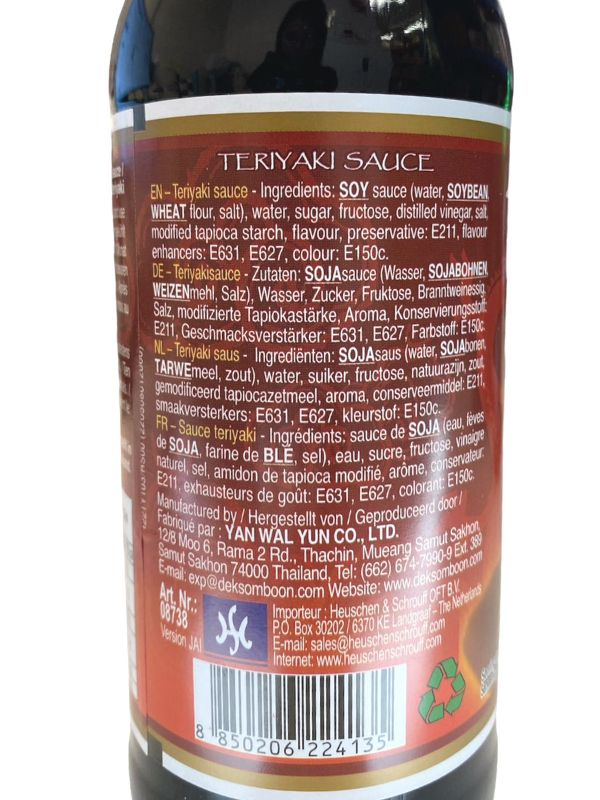 TERIYAKI SAUCE
EN – Teriyaki sauce - Ingredients: SOY sauce (water, SOYBEAN,
WHEAT flour, salt), water, sugar, fructose, distilled vinegar, salt,
modified tapioca starch, flavour, preservative: E211, flavour
enhancers: E631, E627, colour: E150c.
DE – Teriyakisauce - Zutaten: SOJAsauce (Wasser, SOJABOHNEN,
WEIZENmehl, Salz), Wasser, Zucker, Fruktose, Branntweinessig,
Salz, modifizierte Tapiokastärke, Aroma, Konservierungsstoff:
E211, Geschmacksverstärker: E631, E627, Farbstoff: E150c.
NL – Teriyaki saus - Ingrediënten: SOJAsaus (water, SOJAbonen,
TARWEmeel, zout), water, suiker, fructose, natuurazijn, zout,
gemodificeerd tapiocazetmeel, aroma, conserveermiddel: E211,
smaakversterkers: E631, E627, kleurstof: E150c.
FR – Sauce teriyaki - Ingrédients: sauce de SOJA (eau, fèves
de SOJA, farine de BLÉ, sel), eau, sucre, fructose, vinaigre
naturel, sel, amidon de tapioca modifié, arôme, conservateur:
E211, exhausteurs de goût: E631, E627, colorant: E150c.
Manufactured by / Hergestellt von / Geproduceerd door /
Fabriqué par : YAN WAL YUN CO., LTD.
12/8 Moo 6, Rama 2 Rd., Thachin, Mueang Samut Sakhon,
Samut Sakhon 74000 Thailand, Tel: (662) 674-7990-9 Ext. 389
E-mail: exp@deksomboon.com Website: www.deksomboon.com
Art. Nr.:
08738
Version JAI
Importeur : Heuschen & Schrouff OFT B.V.
P.O. Box 30202 / 6370 KE Landgraaf – The Netherlands
E-mail: sales@heuschenschrouff.com
Internet: www.heuschenschrouff.com
8 850206 224135